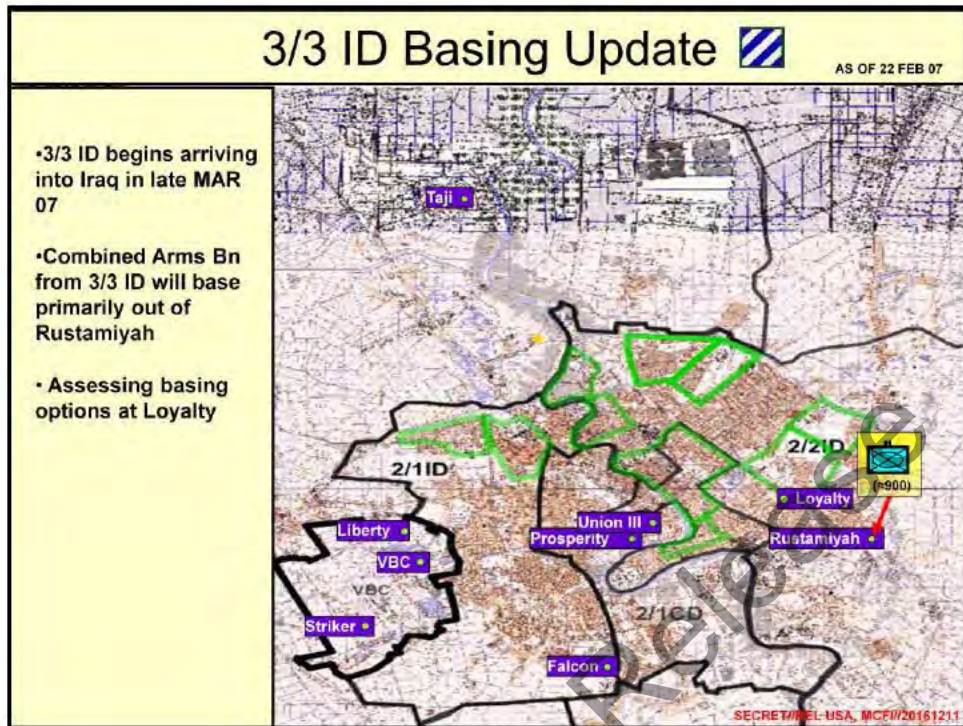 3/3 ID Basing Update
AS OF 22 FEB 07
•3/3 ID begins arriving
into Iraq in late MAR
07
•Combined Arms Bn
from 3/3 ID will base
primarily out of
Rustamiyah
• Assessing basing
options at Loyalty
Taji
2/2ID
2/1ID
(≈900)
Loyalty
Union III
Liberty
Prosperity
Rustamiyah
VBC
VBC
2/1CD
Striker
Falcon
Release
SECRET//REL USA, MCFI//20161211